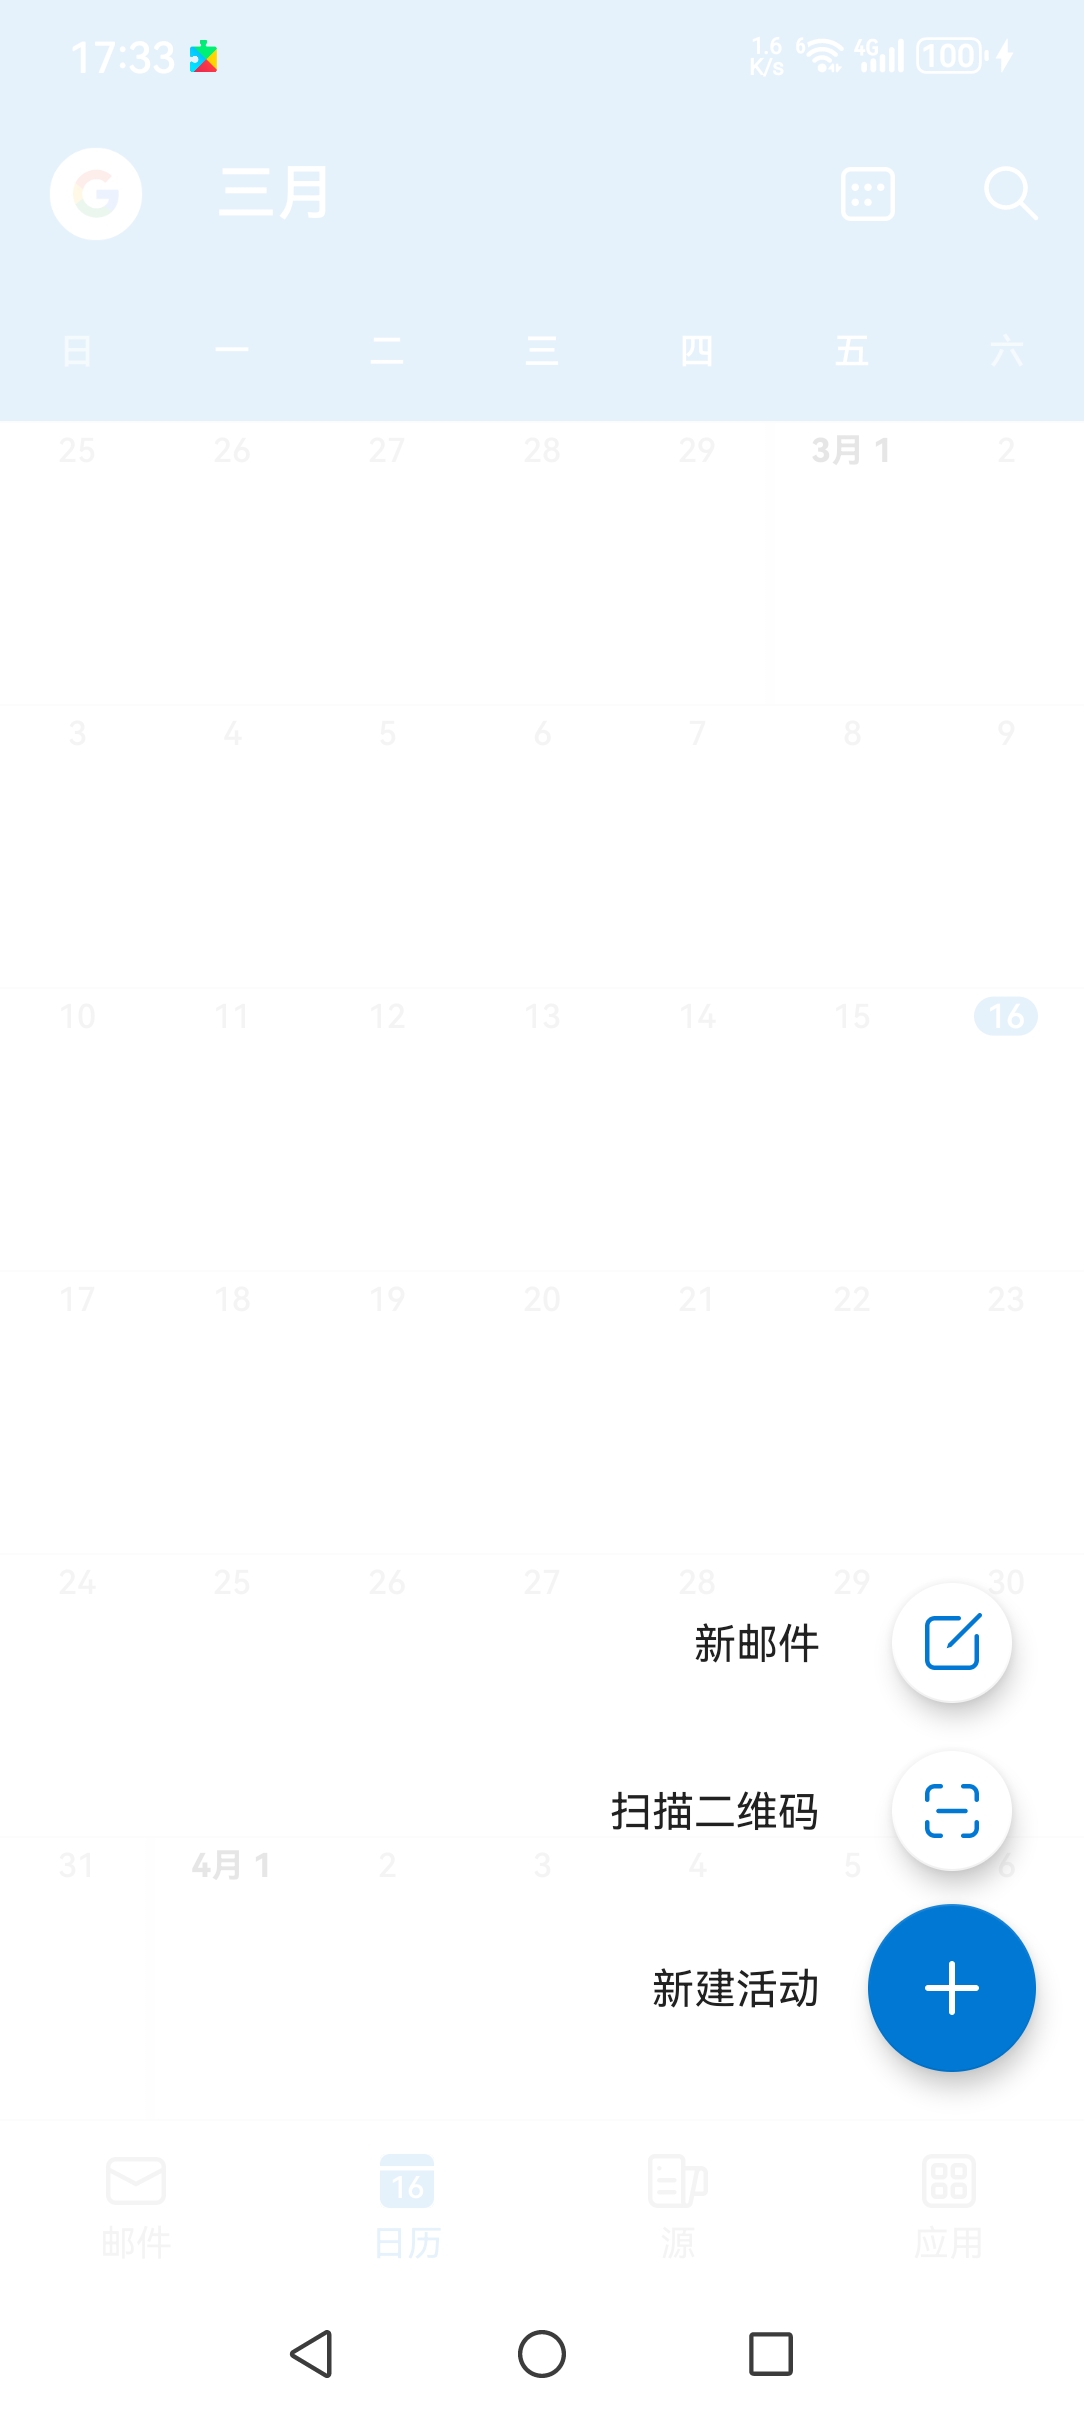 17:33 1.6 K/s 6 4G 100
三月
日 一 二 三 四 五 六
25 26 27 28 29 3月 1 2
3 4 5 6 7 8 9
10 11 12 13 14 15 16
17 18 19 20 21 22 23
24 25 26 27 28 29 30
新邮件
扫描二维码
31 4月 1 2 3 4 5 6
新建活动
16
邮件 日历 源 应用